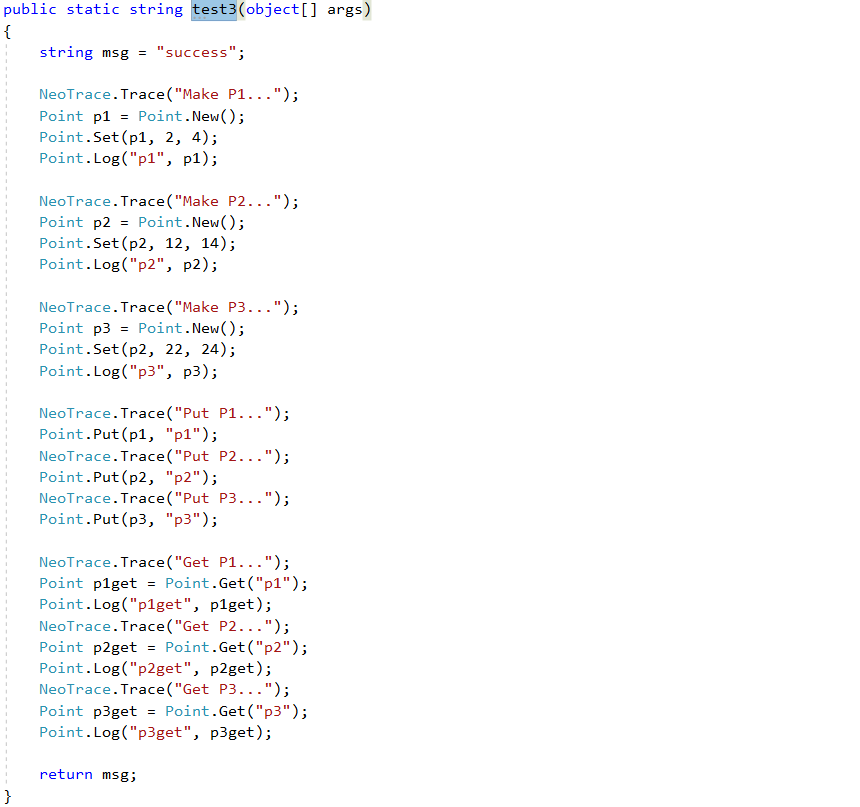 public static string test3(object[] args)
{
    string msg = "success";

    NeoTrace.Trace("Make P1...");
    Point p1 = Point.New();
    Point.Set(p1, 2, 4);
    Point.Log("p1", p1);

    NeoTrace.Trace("Make P2...");
    Point p2 = Point.New();
    Point.Set(p2, 12, 14);
    Point.Log("p2", p2);

    NeoTrace.Trace("Make P3...");
    Point p3 = Point.New();
    Point.Set(p2, 22, 24);
    Point.Log("p3", p3);

    NeoTrace.Trace("Put P1...");
    Point.Put(p1, "p1");
    NeoTrace.Trace("Put P2...");
    Point.Put(p2, "p2");
    NeoTrace.Trace("Put P3...");
    Point.Put(p3, "p3");

    NeoTrace.Trace("Get P1...");
    Point p1get = Point.Get("p1");
    Point.Log("p1get", p1get);
    NeoTrace.Trace("Get P2...");
    Point p2get = Point.Get("p2");
    Point.Log("p2get", p2get);
    NeoTrace.Trace("Get P3...");
    Point p3get = Point.Get("p3");
    Point.Log("p3get", p3get);

    return msg;
}